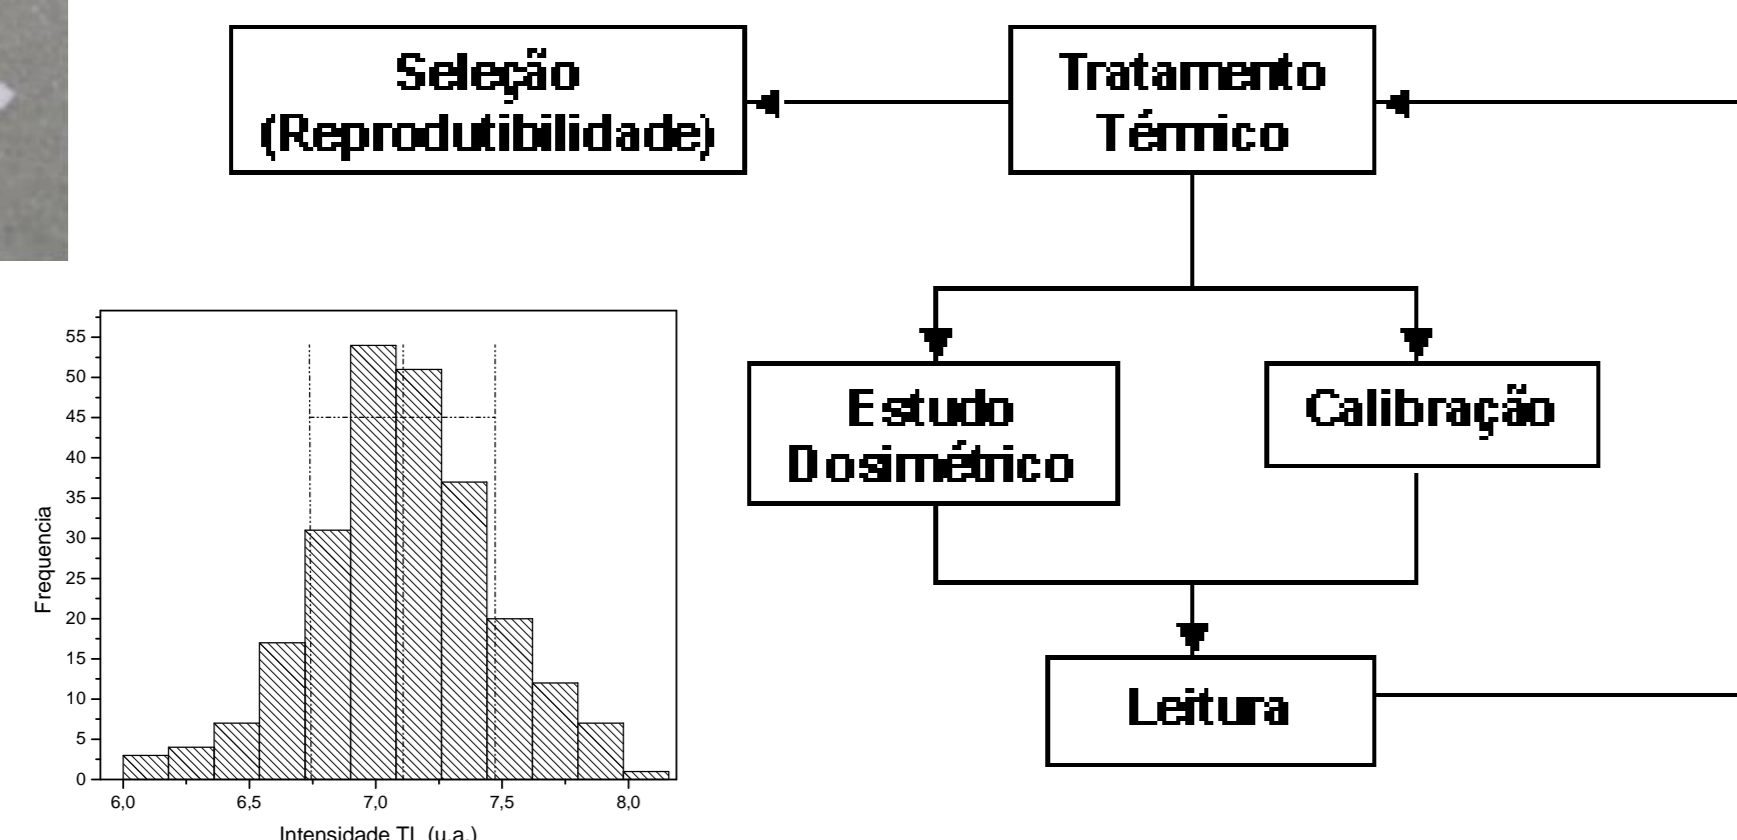 Seleção
(Reprodutibilidade)
Tratamento
Térmico
Estudo
Dosimétrico
Calibração
Leitura
55
50
45
40
35
30
25
20
15
10
5
0
Frequencia
6,0 6,5 7,0 7,5 8,0
Intensidade TL (u.a.)